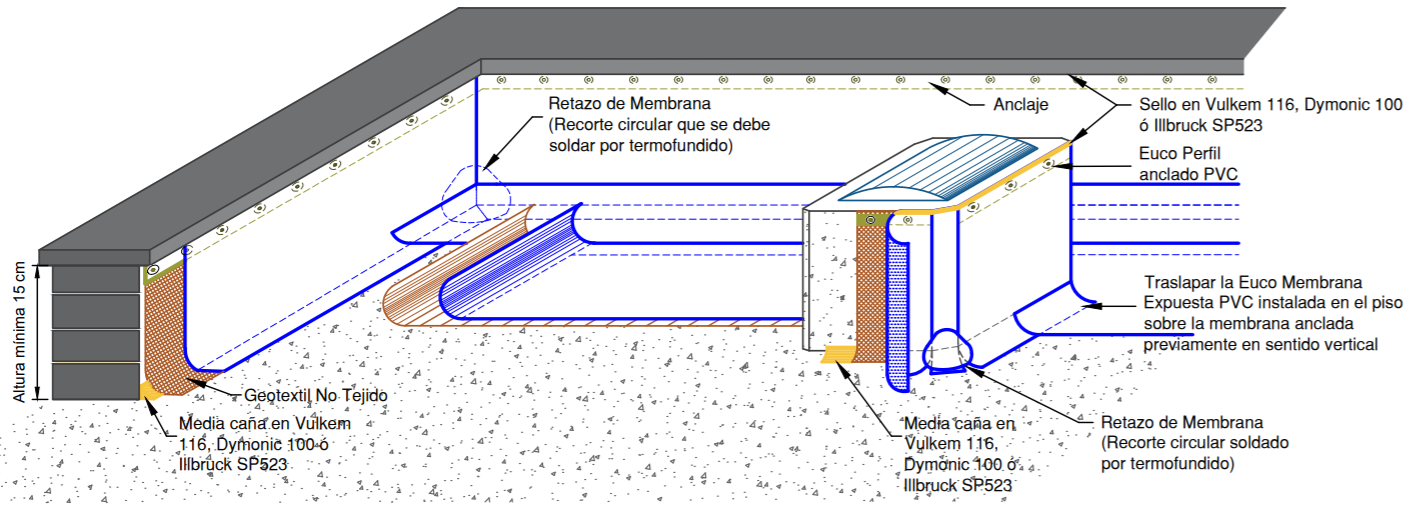 Retazo de Membrana
(Recorte circular que se debe
soldar por termofundido)
Anclaje
Sello en Vulkem 116, Dymonic 100
ó Illbruck SP523
Euco Perfil
anclado PVC
Altura mínima 15 cm
Traslapar la Euco Membrana
Expuesta PVC instalada en el piso
sobre la membrana anclada
previamente en sentido vertical
Geotextil No Tejido
Media caña en Vulkem
116, Dymonic 100 ó
Illbruck SP523
Media caña en
Vulkem 116,
Dymonic 100 ó
Illbruck SP523
Retazo de Membrana
(Recorte circular soldado
por termofundido)